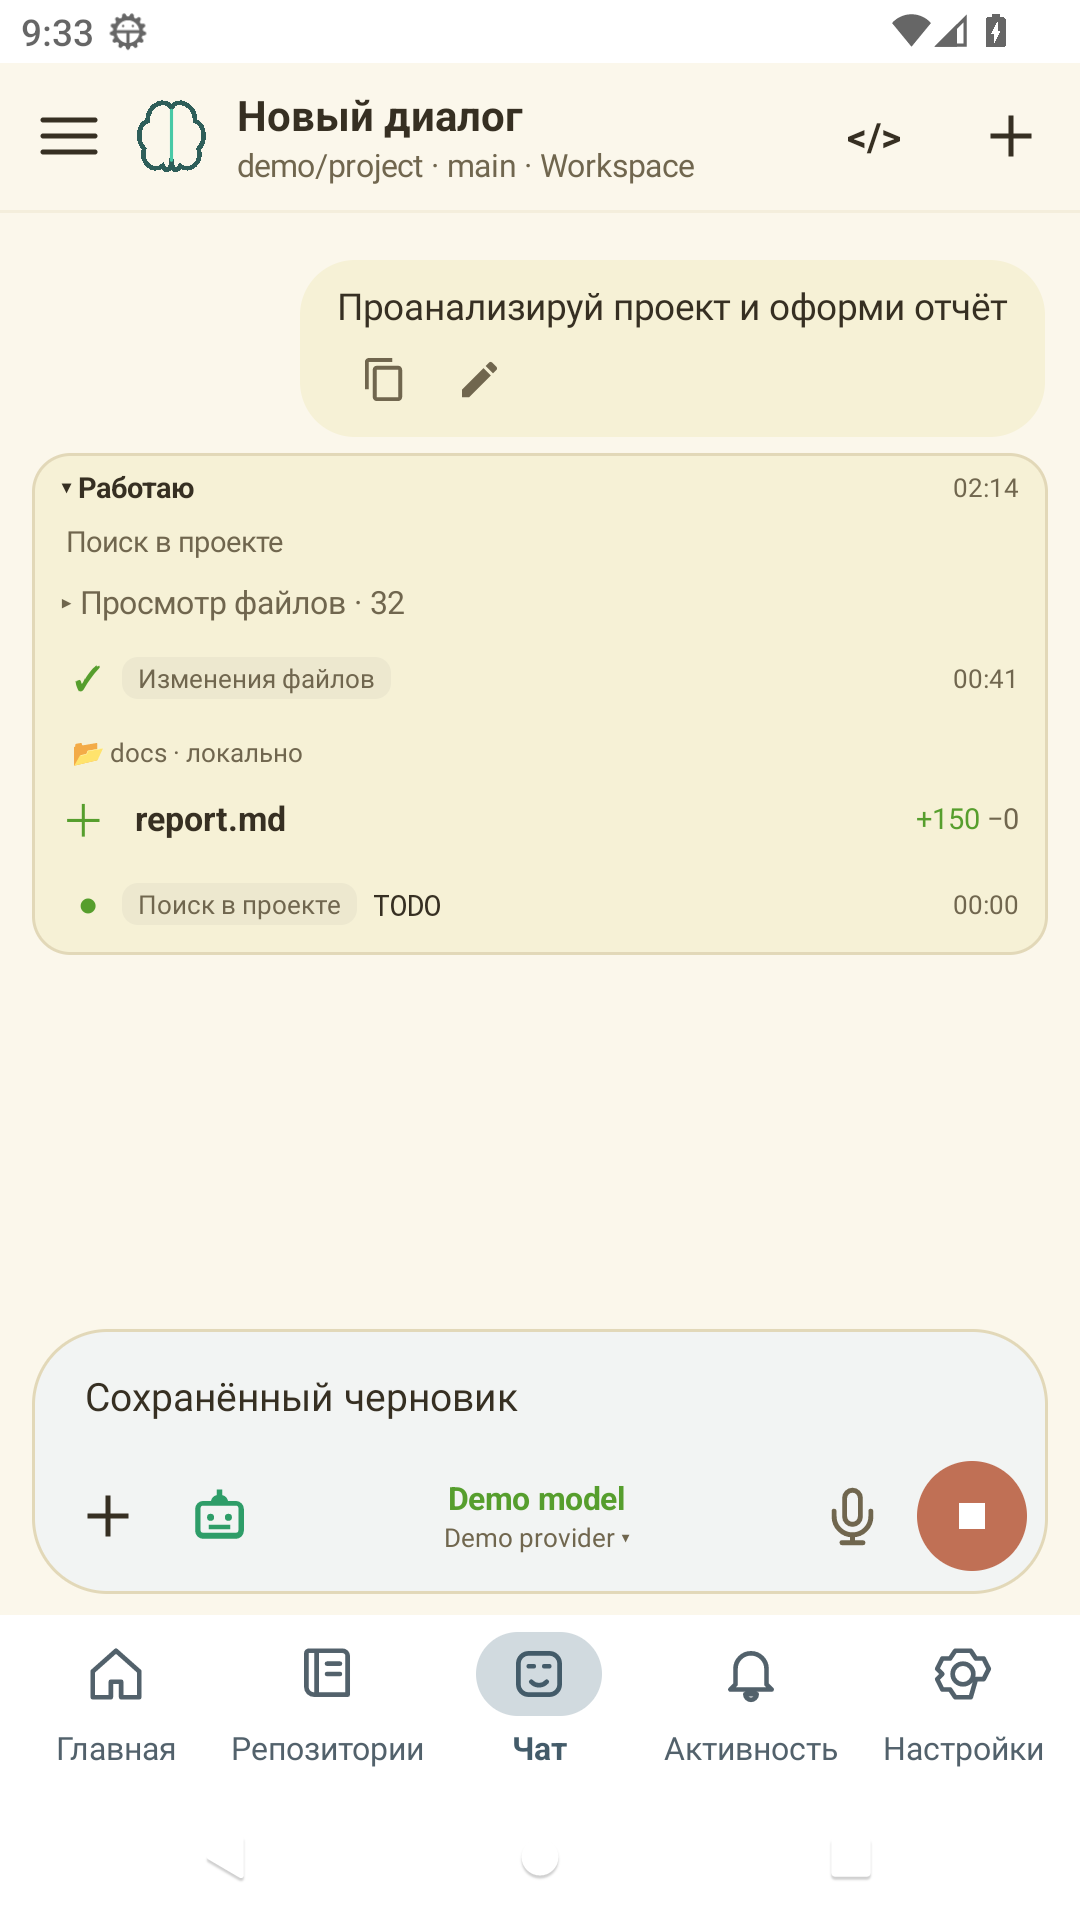 9:33
Новый диалог
demo/project · main · Workspace
</>
Проанализируй проект и оформи отчёт
▾ Работаю 02:14
Поиск в проекте
▸ Просмотр файлов · 32
✓ Изменения файлов 00:41
📂 docs · локально
+ report.md +150 −0
● Поиск в проекте TODO 00:00
Сохранённый черновик
Demo model
Demo provider ▾
Главная Репозитории Чат Активность Настройки